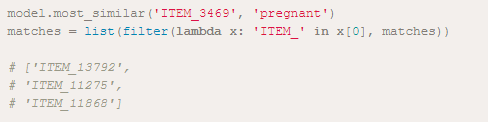 model.most_similar('ITEM_3469', 'pregnant')
matches = list(filter(lambda x: 'ITEM_' in x[0], matches))
# ['ITEM_13792',
# 'ITEM_11275',
# 'ITEM_11868']